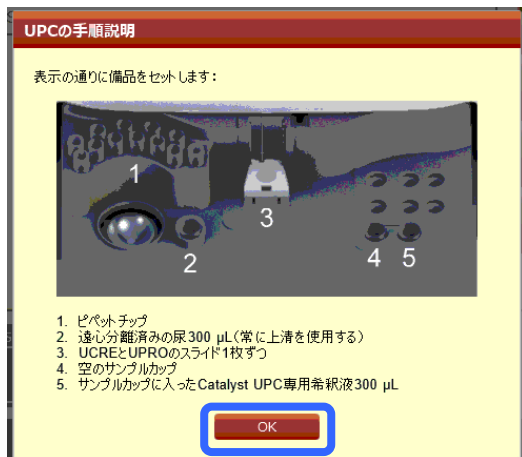 UPCの手順説明
表示の通りに備品をセットします：
1
2
3
4 5
1. ピペットチップ
2. 遠心分離済みの尿300 μL（常に上清を使用する）
3. UCREとUPROのスライド1枚ずつ
4. 空のサンプルカップ
5. サンプルカップに入ったCatalyst UPC専用希釈液300 μL
OK